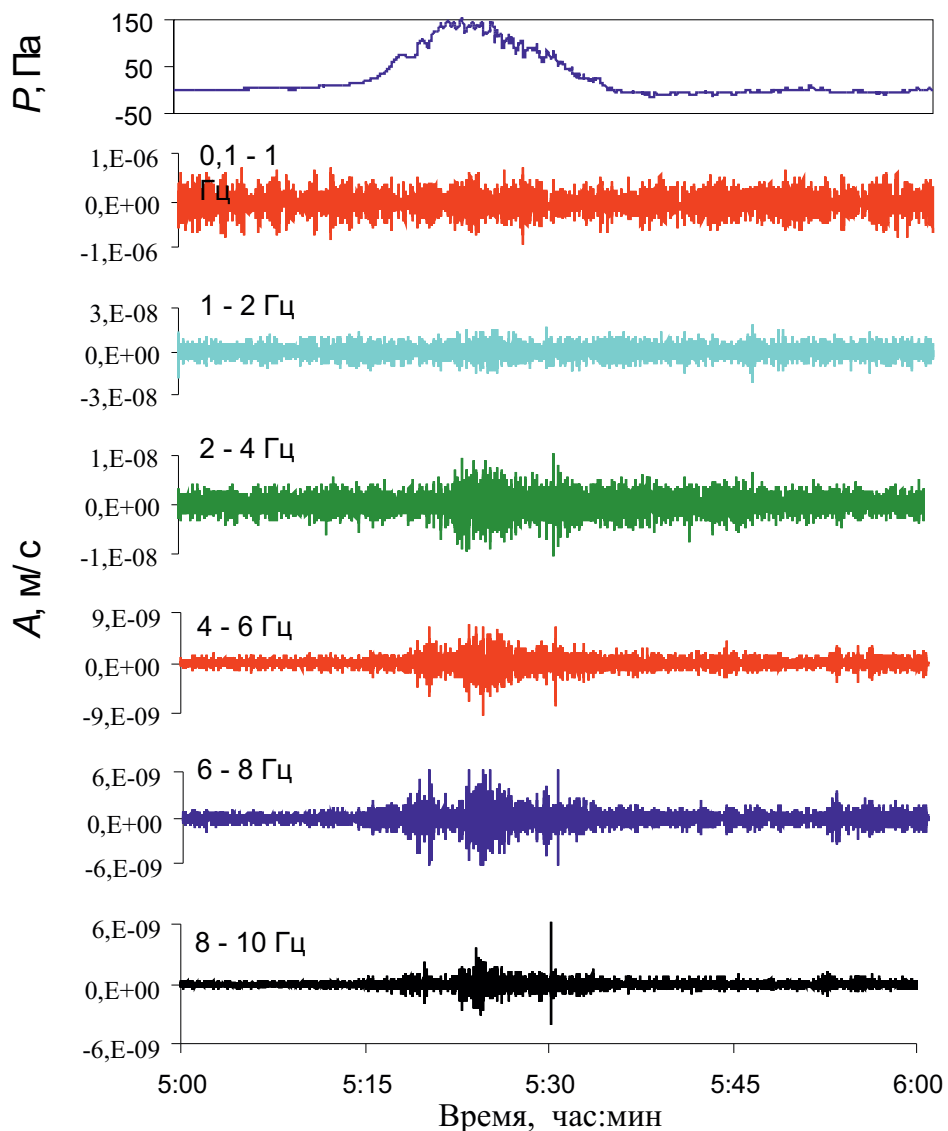 P, Па
150
50
-50
0,1 - 1
Гц
1,E-06
0,E+00
-1,E-06
1 - 2 Гц
3,E-08
0,E+00
-3,E-08
2 - 4 Гц
1,E-08
0,E+00
-1,E-08
A, м/с
4 - 6 Гц
9,E-09
0,E+00
-9,E-09
6 - 8 Гц
6,E-09
0,E+00
-6,E-09
8 - 10 Гц
6,E-09
0,E+00
-6,E-09
5:00 5:15 5:30 5:45 6:00
Время, час:мин